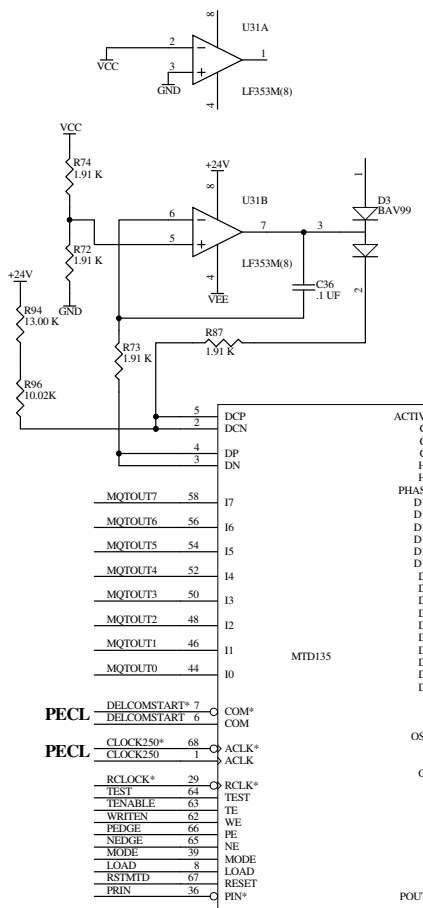 8
U31A
2
1
VCC
3
GND
LF353M(8)
4
VCC
+24V
1
R74
1.91 K
U31B
8
D3
BAV99
6
7
3
5
R72
1.91 K
LF353M(8)
4
+24V
C36
.1 UF
VEE
2
GND
R94
13.00 K
R87
1.91 K
R73
1.91 K
R96
10.02K
5 DCP ACTIV
2 DCN
4 DP
3 DN
PHAS
MQTOUT7 58 I7
MQTOUT6 56 I6
MQTOUT5 54 I5
MQTOUT4 52 I4
MQTOUT3 50 I3
MQTOUT2 48 I2
MQTOUT1 46 I1
MTD135
MQTOUT0 44 I0
PECL DELCOMSTART* 7 COM*
DELCOMSTART 6 COM
OS
PECL CLOCK250* 68 ACLK*
CLOCK250 1 ACLK
RCLOCK* 29 RCLK*
TEST 64 TEST
TENABLE 63 TE
WRITEN 62 WE
PEDGE 66 PE
NEDGE 65 NE
MODE 39 MODE
LOAD 8 LOAD
RSTMTD 67 RESET
PRIN 36 PIN* POUT